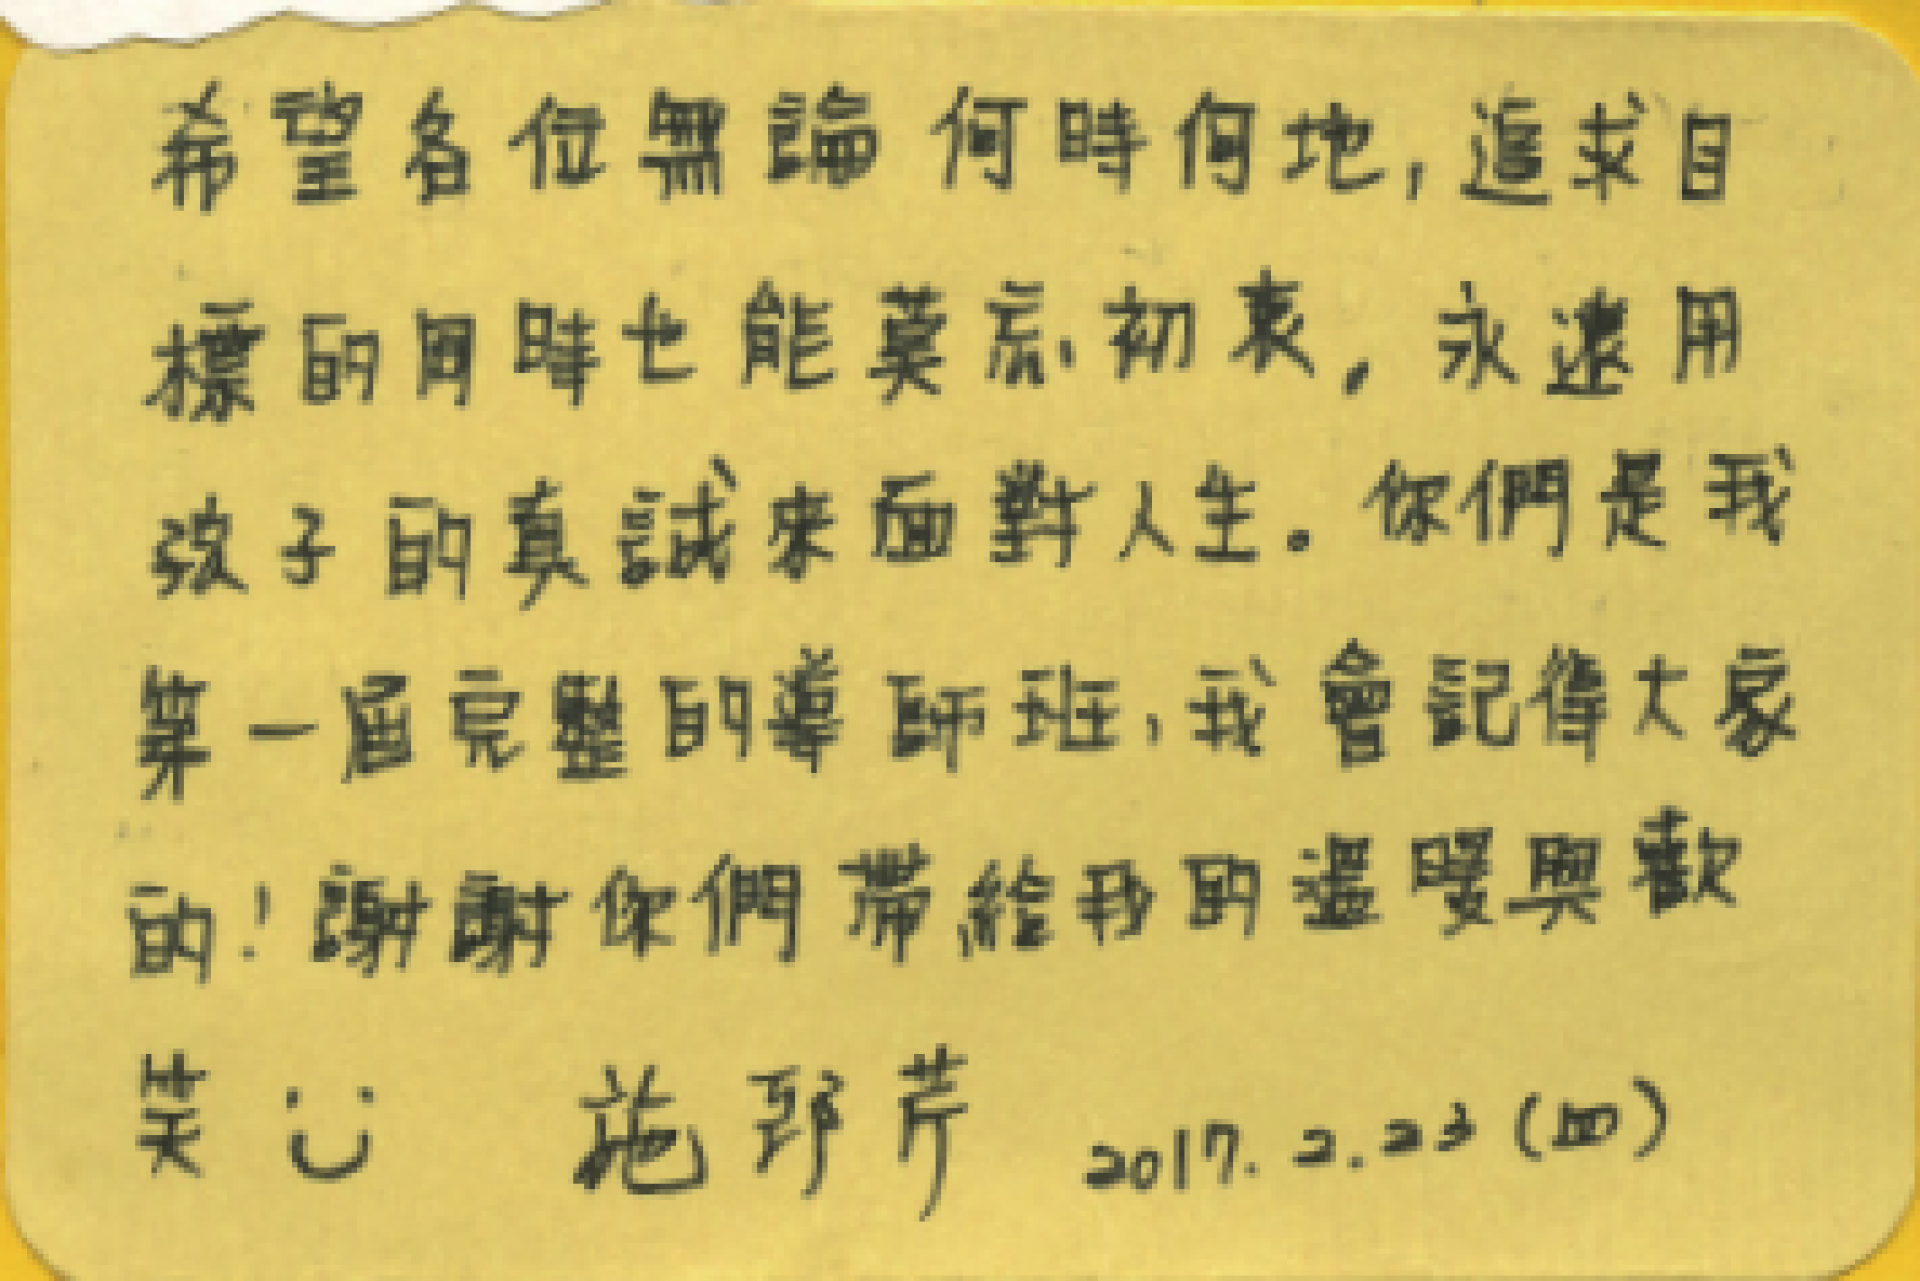 希望各位無論何時何地,追求目
標的同時也能莫忘初衷,永遠用
孩子的真誠來面對人生。你們是我
第一屆完整的導師班,我會記得大家
的!謝謝你們帶給我的溫暖與歡
笑 施 芹 2017.2.23(四)